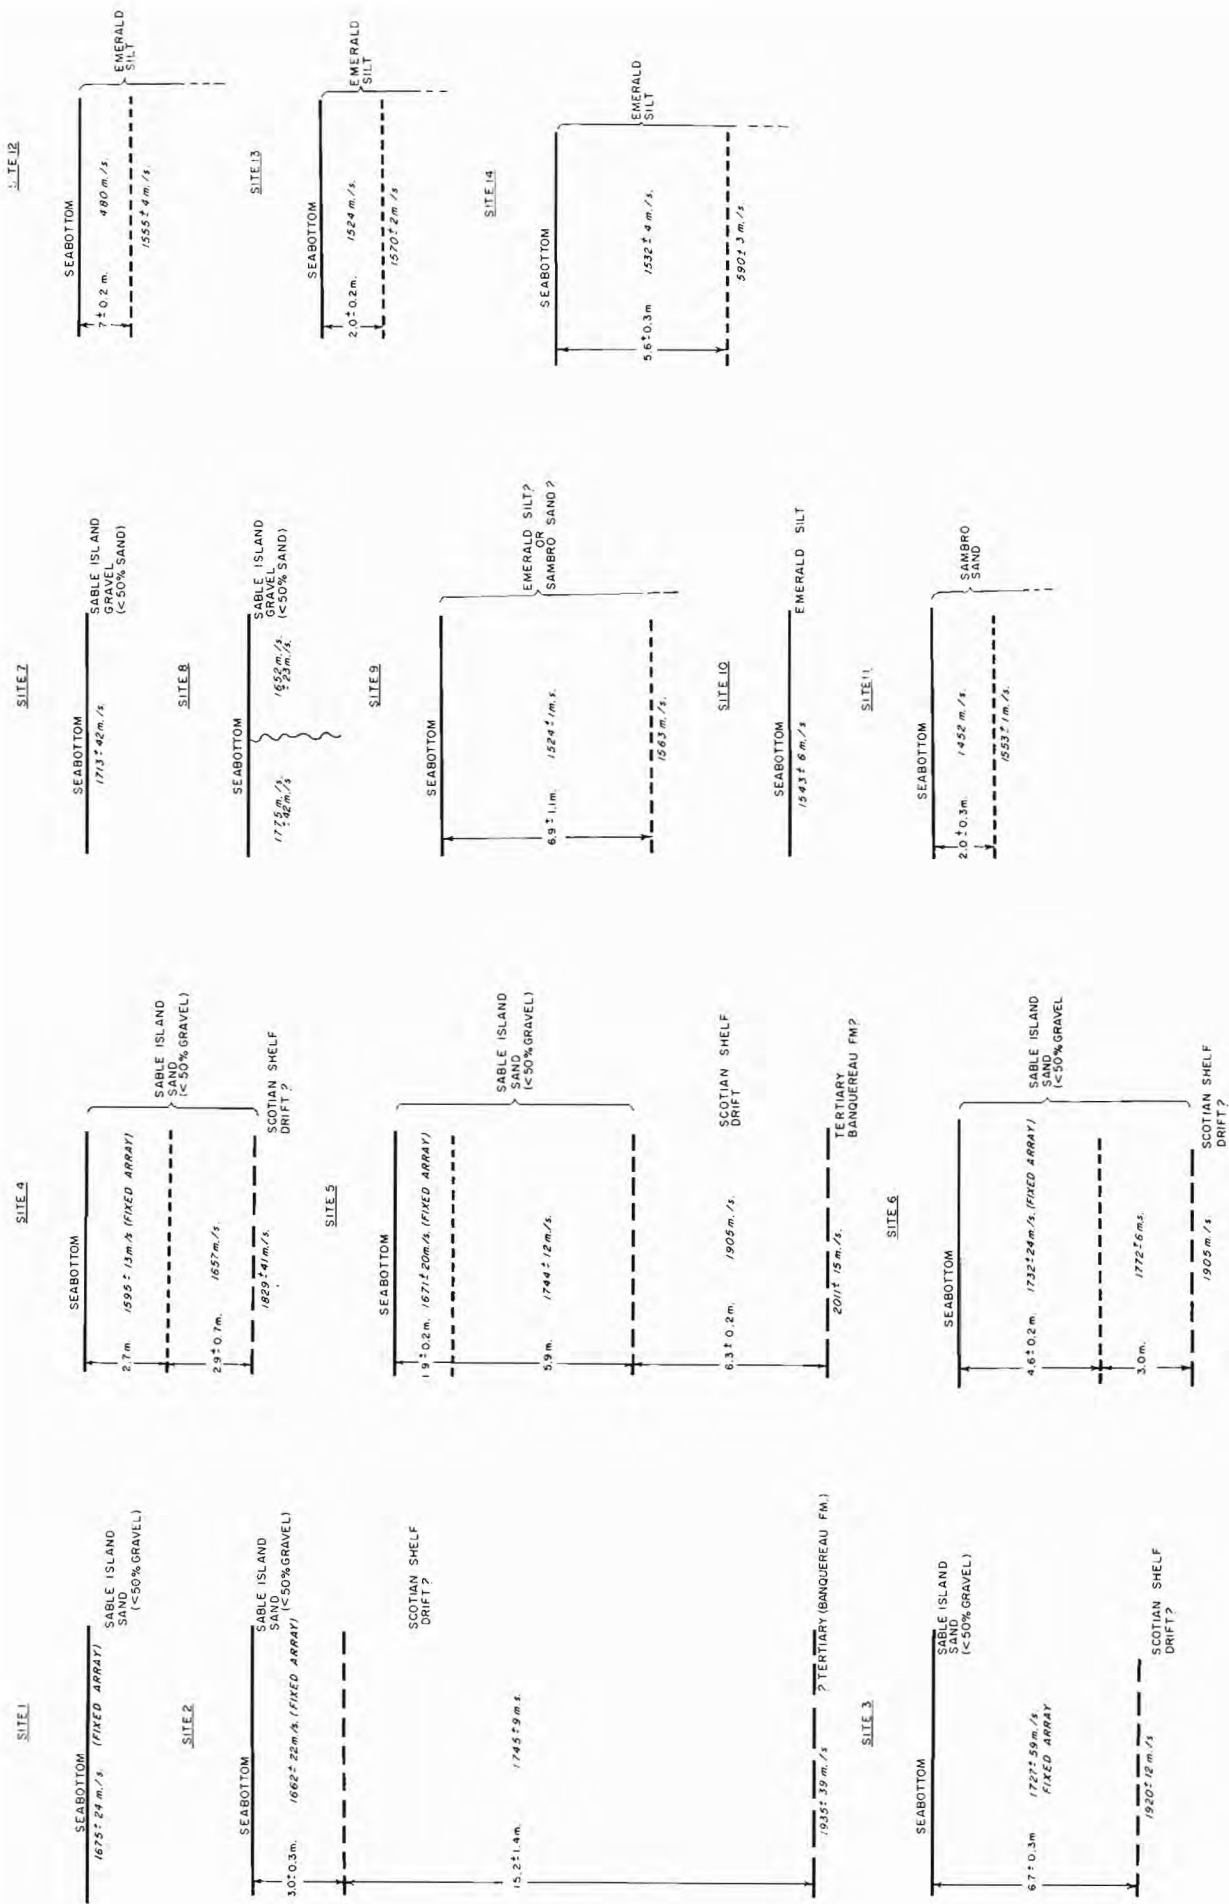 SITE 1
SEABOTTOM
1675 ± 24 m./s. (FIXED ARRAY)
SABLE ISLAND
SAND
(<50% GRAVEL)
SITE 2
SEABOTTOM
SABLE ISLAND
SAND
(<50% GRAVEL)
3.0 ± 0.3m. 1662 ± 22 m/s. (FIXED ARRAY)
SCOTIAN SHELF
DRIFT ?
15.2 ± 1.4m. 1745 ± 9 m.s.
? TERTIARY (BANQUEREAU FM.)
1935 ± 39 m./s
SITE 3
SEABOTTOM
SABLE ISLAND
SAND
(<50% GRAVEL)
6.7 ± 0.3m 1727 ± 59 m./s.
FIXED ARRAY
1920 ± 12 m./s
SCOTIAN SHELF
DRIFT ?
SITE 4
SEABOTTOM
2.7m. 1595 ± 13 m/s (FIXED ARRAY)
SABLE ISLAND
SAND
(< 50% GRAVEL)
2.9 ± 0.7m. 1657 m/s.
1829 ± 41 m/s.
SCOTIAN SHELF
DRIFT ?
SITE 5
SEABOTTOM
1 9 ± 0.2m. 1671 ± 20 m/s. (FIXED ARRAY)
SABLE ISLAND
SAND
(<50% GRAVEL)
5.9m. 1744 ± 12 m/s.
6.3 ± 0.2m. 1905 m/s.
SCOTIAN SHELF
DRIFT
2011 ± 15 m/s.
TERTIARY
BANQUEREAU FM?
SITE 6
SEABOTTOM
4.6 ± 0.2m. 1732 ± 24 m/s. (FIXED ARRAY)
SABLE ISLAND
SAND
(<50% GRAVEL
3.0m. 1772 ± 6 m.s.
1905 m/s
SCOTIAN SHELF
DRIFT ?
SITE 7
SEABOTTOM
1713 ± 42 m/s.
SABLE ISLAND
GRAVEL
(< 50% SAND)
SITE 8
SEABOTTOM
1775 m./s.
± 42 m/s
1652 m/s.
± 23 m/s.
SABLE ISLAND
GRAVEL
(<50% SAND)
SITE 9
SEABOTTOM
6.9 ± 1.1m. 1524 ± 1 m.s.
EMERALD SILT?
OR
SAMBRO SAND?
1563 m/s.
SITE 10
SEABOTTOM
1543 ± 6 m/s
EMERALD SILT
SITE 11
SEABOTTOM
2.0 ± 0.3m. 1452 m/s.
SAMBRO
SAND
1553 ± 1 m/s.
SITE 12
SEABOTTOM
7 ± 0.2 m. 480 m/s.
EMERALD
SILT
1555 ± 4 m/s.
SITE 13
SEABOTTOM
2.0 ± 0.2m. 1524 m/s.
EMERALD
SILT
1570 ± 2 m/s
SITE 14
SEABOTTOM
5.6 ± 0.3m 1532 ± 4 m/s.
EMERALD
SILT
590 ± 3 m/s.